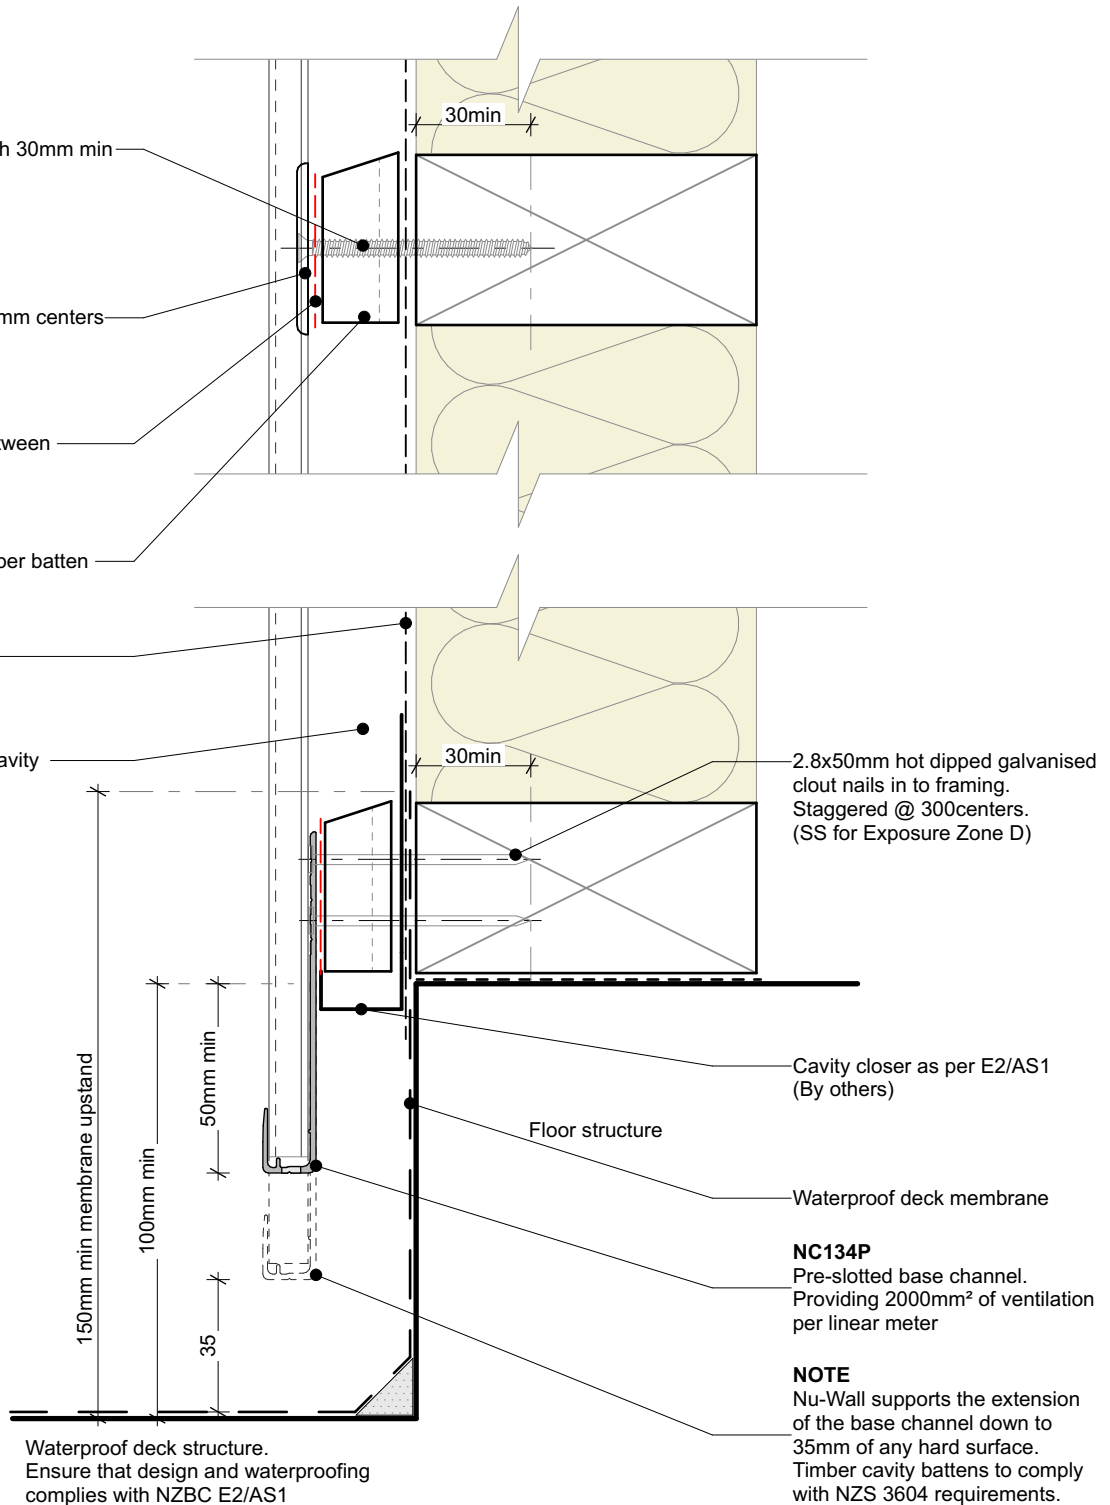 30min
h 30mm min
mm centers
ween
per batten
avity
30min
2.8x50mm hot dipped galvanised
clout nails in to framing.
Staggered @ 300centers.
(SS for Exposure Zone D)
150mm min membrane upstand
100mm min
50mm min
35
Cavity closer as per E2/AS1
(By others)
Floor structure
Waterproof deck membrane
NC134P
Pre-slotted base channel.
Providing 2000mm² of ventilation
per linear meter
NOTE
Nu-Wall supports the extension
of the base channel down to
35mm of any hard surface.
Timber cavity battens to comply
with NZS 3604 requirements.
Waterproof deck structure.
Ensure that design and waterproofing
complies with NZBC E2/AS1